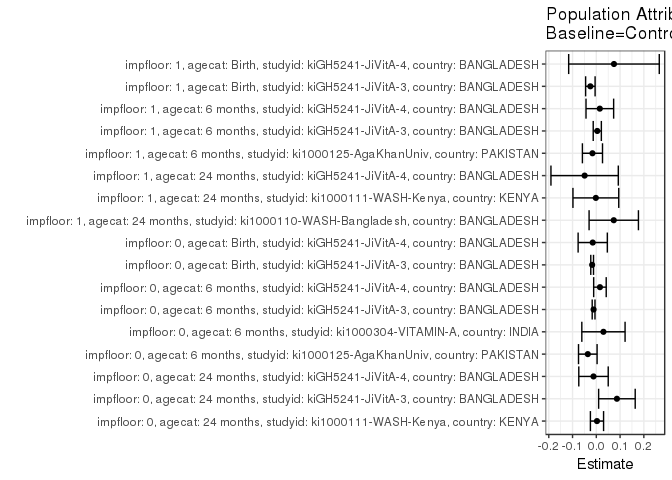 Population Attrib
Baseline=Contro
impfloor: 1, agecat: Birth, studyid: kiGH5241-JiVitA-4, country: BANGLADESH
impfloor: 1, agecat: Birth, studyid: kiGH5241-JiVitA-3, country: BANGLADESH
impfloor: 1, agecat: 6 months, studyid: kiGH5241-JiVitA-4, country: BANGLADESH
impfloor: 1, agecat: 6 months, studyid: kiGH5241-JiVitA-3, country: BANGLADESH
impfloor: 1, agecat: 6 months, studyid: ki1000125-AgaKhanUniv, country: PAKISTAN
impfloor: 1, agecat: 24 months, studyid: kiGH5241-JiVitA-4, country: BANGLADESH
impfloor: 1, agecat: 24 months, studyid: ki1000111-WASH-Kenya, country: KENYA
impfloor: 1, agecat: 24 months, studyid: ki1000110-WASH-Bangladesh, country: BANGLADESH
impfloor: 0, agecat: Birth, studyid: kiGH5241-JiVitA-4, country: BANGLADESH
impfloor: 0, agecat: Birth, studyid: kiGH5241-JiVitA-3, country: BANGLADESH
impfloor: 0, agecat: 6 months, studyid: kiGH5241-JiVitA-4, country: BANGLADESH
impfloor: 0, agecat: 6 months, studyid: kiGH5241-JiVitA-3, country: BANGLADESH
impfloor: 0, agecat: 6 months, studyid: ki1000304-VITAMIN-A, country: INDIA
impfloor: 0, agecat: 6 months, studyid: ki1000125-AgaKhanUniv, country: PAKISTAN
impfloor: 0, agecat: 24 months, studyid: kiGH5241-JiVitA-4, country: BANGLADESH
impfloor: 0, agecat: 24 months, studyid: kiGH5241-JiVitA-3, country: BANGLADESH
impfloor: 0, agecat: 24 months, studyid: ki1000111-WASH-Kenya, country: KENYA
-0.2 -0.1 0.0 0.1 0.2
Estimate